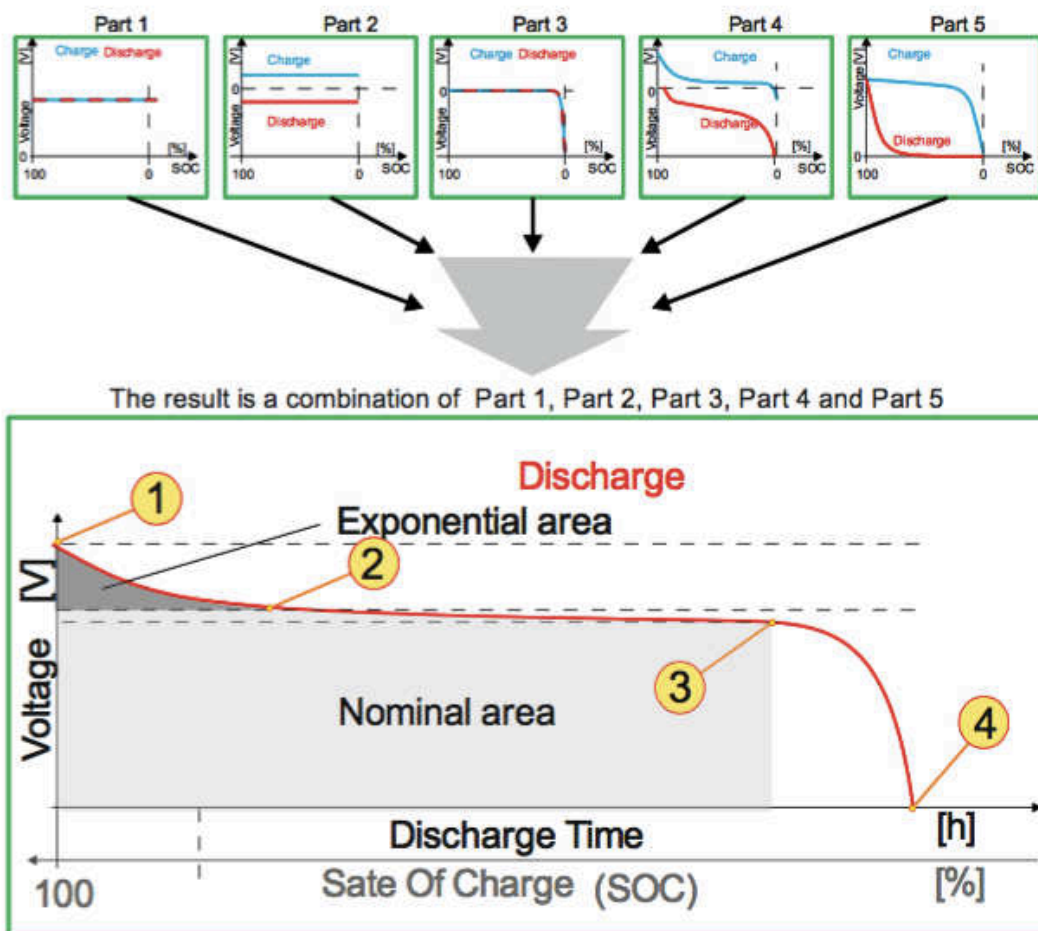 Part 1 Part 2 Part 3 Part 4 Part 5
Voltage [V]
Charge Discharge
[%]
100 0 SOC
Voltage [V]
Charge
0
Discharge
[%]
100 0 SOC
Voltage [V]
Charge Discharge
0
[%]
100 0 SOC
Voltage [V]
Charge
0
Discharge
[%]
100 0 SOC
Voltage [V]
Charge
Discharge
0
[%]
100 0 SOC
The result is a combination of Part 1, Part 2, Part 3, Part 4 and Part 5
Discharge
1
Exponential area
2
Voltage [V]
3
Nominal area
4
Discharge Time [h]
100 Sate Of Charge (SOC) [%]